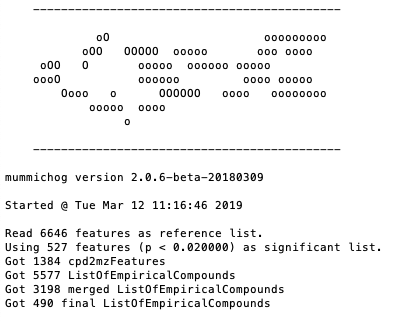 --------------------------------------------
oO ooooooooo
oOO OOOOO ooooo ooo oooo
oOO O ooooo oooooo ooooo
oooO oooooo oooo ooooo
Oooo o OOOOOO oooo oooooooo
ooooo oooo
o
--------------------------------------------
mummichog version 2.0.6-beta-20180309
Started @ Tue Mar 12 11:16:46 2019
Read 6646 features as reference list.
Using 527 features (p < 0.020000) as significant list.
Got 1384 cpd2mzFeatures
Got 5577 ListOfEmpiricalCompounds
Got 3198 merged ListOfEmpiricalCompounds
Got 490 final ListOfEmpiricalCompounds